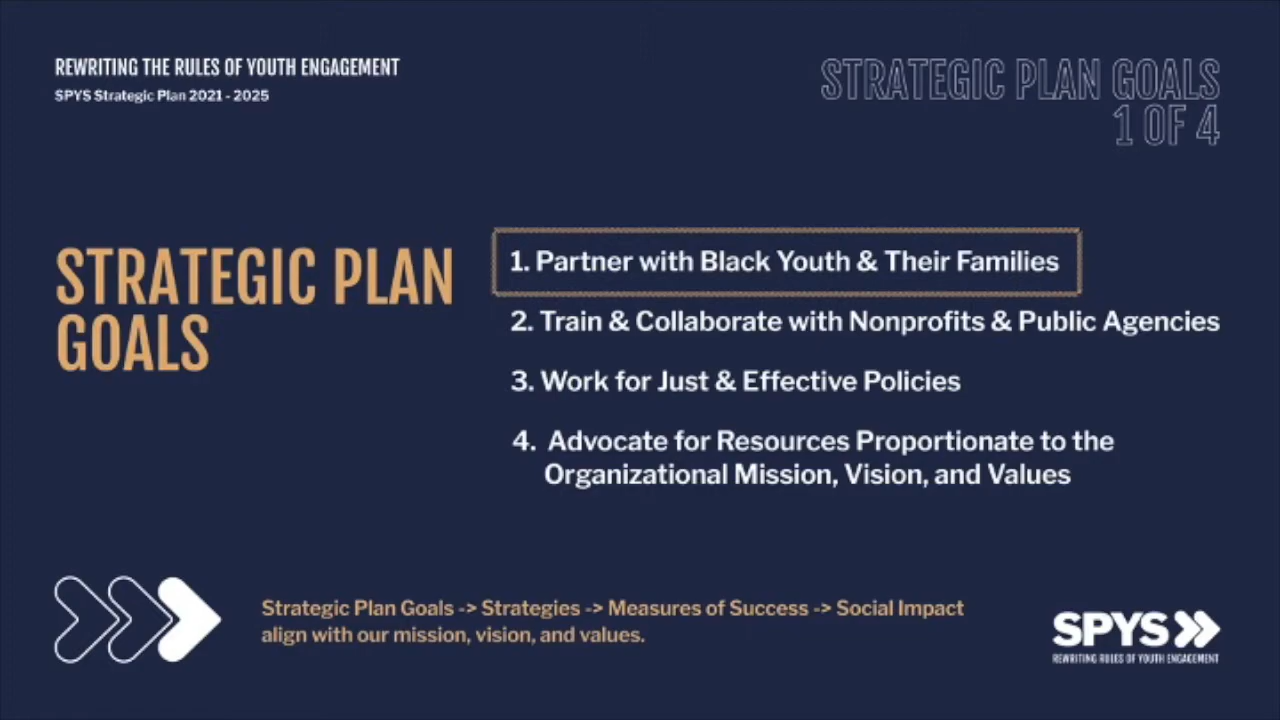 REWRITING THE RULES OF YOUTH ENGAGEMENT
SPYS Strategic Plan 2021 - 2025
STRATEGIC PLAN GOALS
1 OF 4
STRATEGIC PLAN
GOALS
1. Partner with Black Youth & Their Families
2. Train & Collaborate with Nonprofits & Public Agencies
3. Work for Just & Effective Policies
4. Advocate for Resources Proportionate to the
Organizational Mission, Vision, and Values
Strategic Plan Goals -> Strategies -> Measures of Success -> Social Impact
align with our mission, vision, and values.
SPYS
REWRITING RULES OF YOUTH ENGAGEMENT